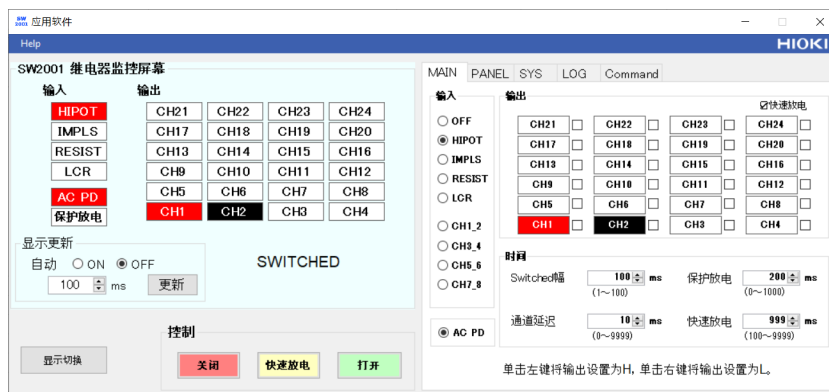 SW 2001 应用软件
Help
HIOKI
SW2001 继电器监控屏幕
输入 输出
HIPOT CH21 CH22 CH23 CH24
IMPLS CH17 CH18 CH19 CH20
RESIST CH13 CH14 CH15 CH16
LCR CH9 CH10 CH11 CH12
AC PD CH5 CH6 CH7 CH8
保护放电 CH1 CH2 CH3 CH4
显示更新
自动 ON OFF
100 ms 更新
SWITCHED
显示切换
控制
关闭 快速放电 打开
MAIN PANEL SYS LOG Command
输入
OFF
HIPOT
IMPLS
RESIST
LCR
CH1_2
CH3_4
CH5_6
CH7_8
AC PD
输出
快速放电
CH21 CH22 CH23 CH24
CH17 CH18 CH19 CH20
CH13 CH14 CH15 CH16
CH9 CH10 CH11 CH12
CH5 CH6 CH7 CH8
CH1 CH2 CH3 CH4
时间
Switched幅 100 ms 保护放电 200 ms
(1~100) (0~1000)
通道延迟 10 ms 快速放电 999 ms
(0~9999) (100~9999)
单击左键将输出设置为H, 单击右键将输出设置为L。